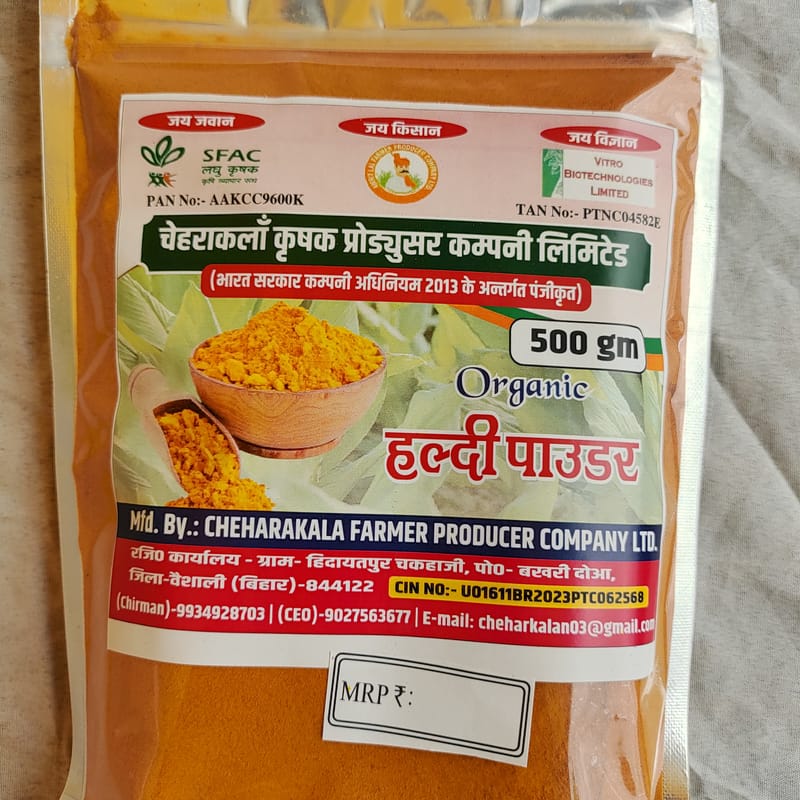 जय जवान
जय किसान
जय विज्ञान
SFAC
लघु कृषक
कृषि व्यापार संघ
VITRO
BIOTECHNOLOGIES
LIMITED
PAN No:- AAKCC9600K
TAN No:- PTNC04582E
चेहराकलाँ कृषक प्रोड्युसर कम्पनी लिमिटेड
(भारत सरकार कम्पनी अधिनियम 2013 के अन्तर्गत पंजीकृत)
500 gm
Organic
हल्दी पाउडर
Mfd. By.: CHEHARAKALA FARMER PRODUCER COMPANY LTD.
रजि0 कार्यालय - ग्राम- हिदायतपुर चकहाजी, पो0- बखरी दोआ,
जिला-वैशाली (बिहार)-844122 CIN NO:- U01611BR2023PTC062568
(Chirman)-9934928703 | (CEO)-9027563677 | E-mail: cheharkalan03@gmail.com
MRP ₹: